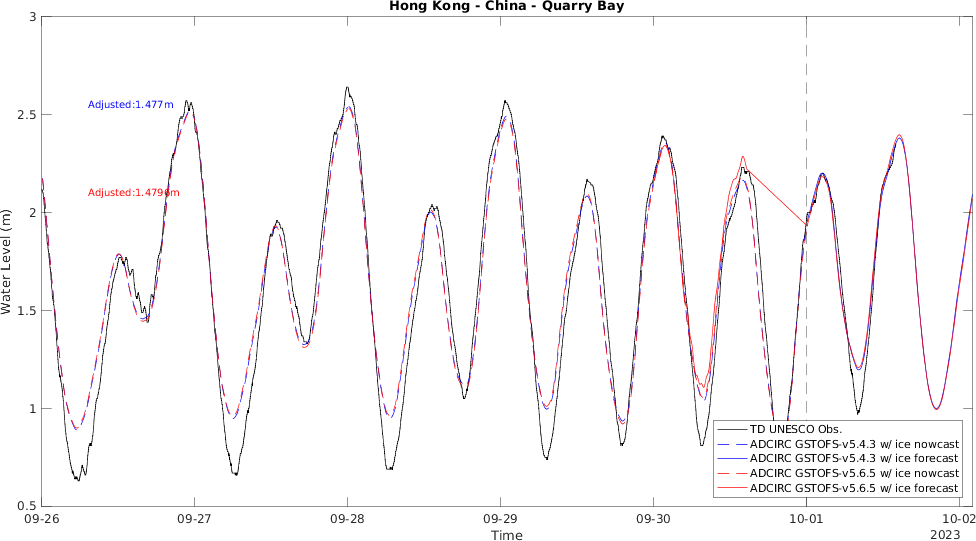 Hong Kong - China - Quarry Bay
Water Level (m)
3
2.5
2
1.5
1
0.5
Adjusted:1.477m
Adjusted:1.4796m
TD UNESCO Obs.
ADCIRC GSTOFS-v5.4.3 w/ ice nowcast
ADCIRC GSTOFS-v5.4.3 w/ ice forecast
ADCIRC GSTOFS-v5.6.5 w/ ice nowcast
ADCIRC GSTOFS-v5.6.5 w/ ice forecast
09-26 09-27 09-28 09-29 09-30 10-01 10-02
Time
2023